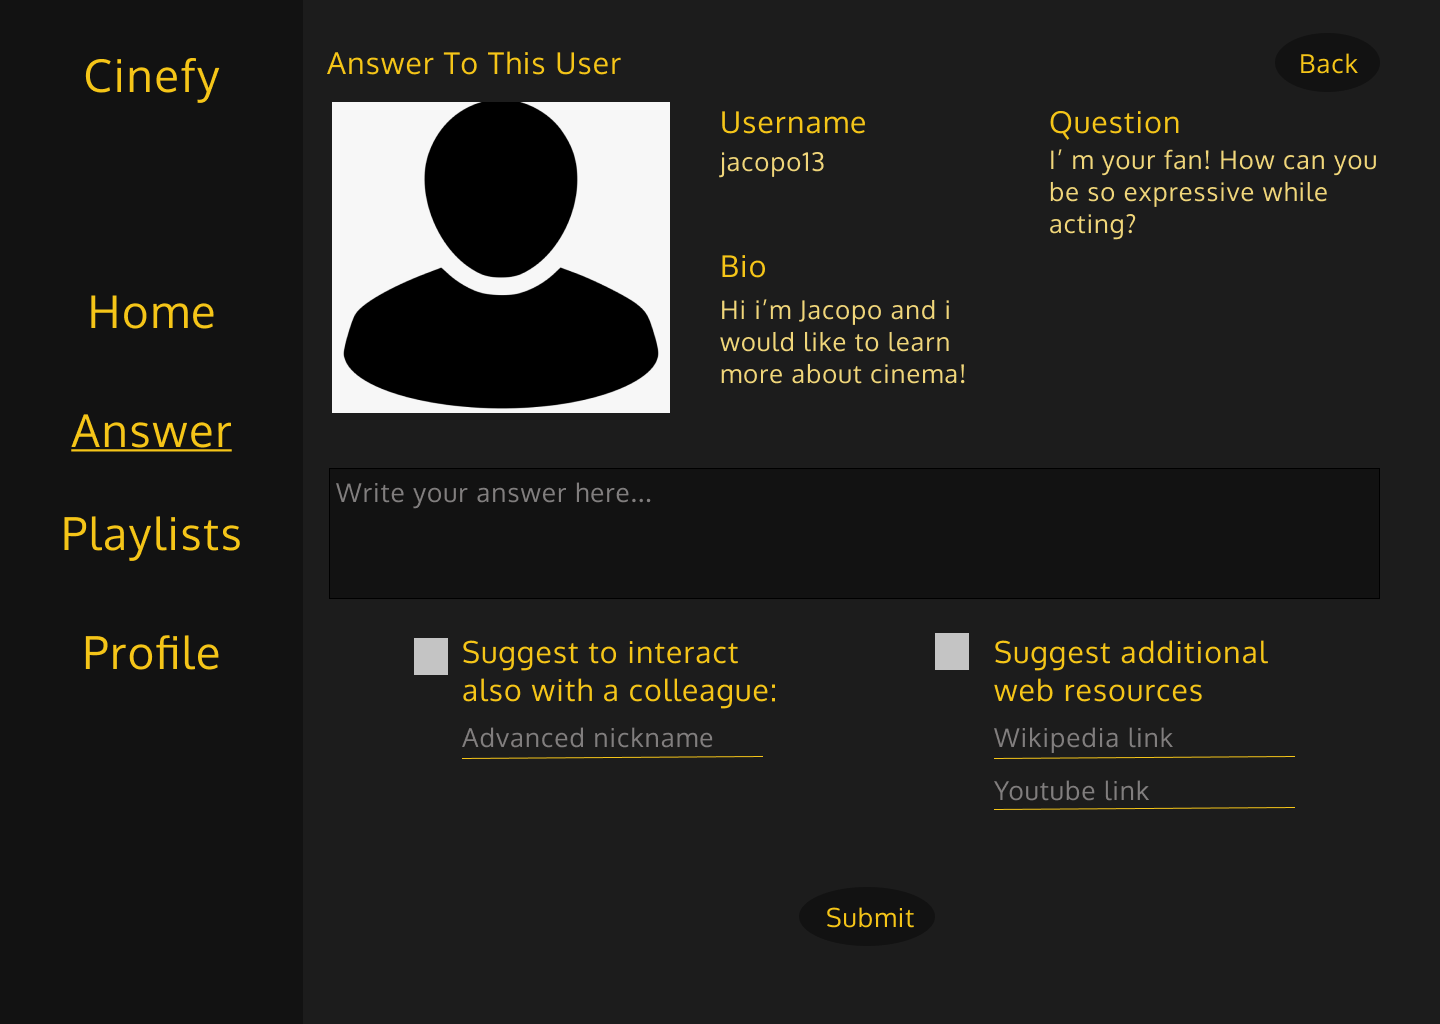 Cinefy
Home
Answer
Playlists
Profile
Answer To This User
Back
Username
jacopo13
Bio
Hi i’m Jacopo and i
would like to learn
more about cinema!
Question
I’ m your fan! How can you
be so expressive while
acting?
Write your answer here...
Suggest to interact
also with a colleague:
Advanced nickname
Suggest additional
web resources
Wikipedia link
Youtube link
Submit